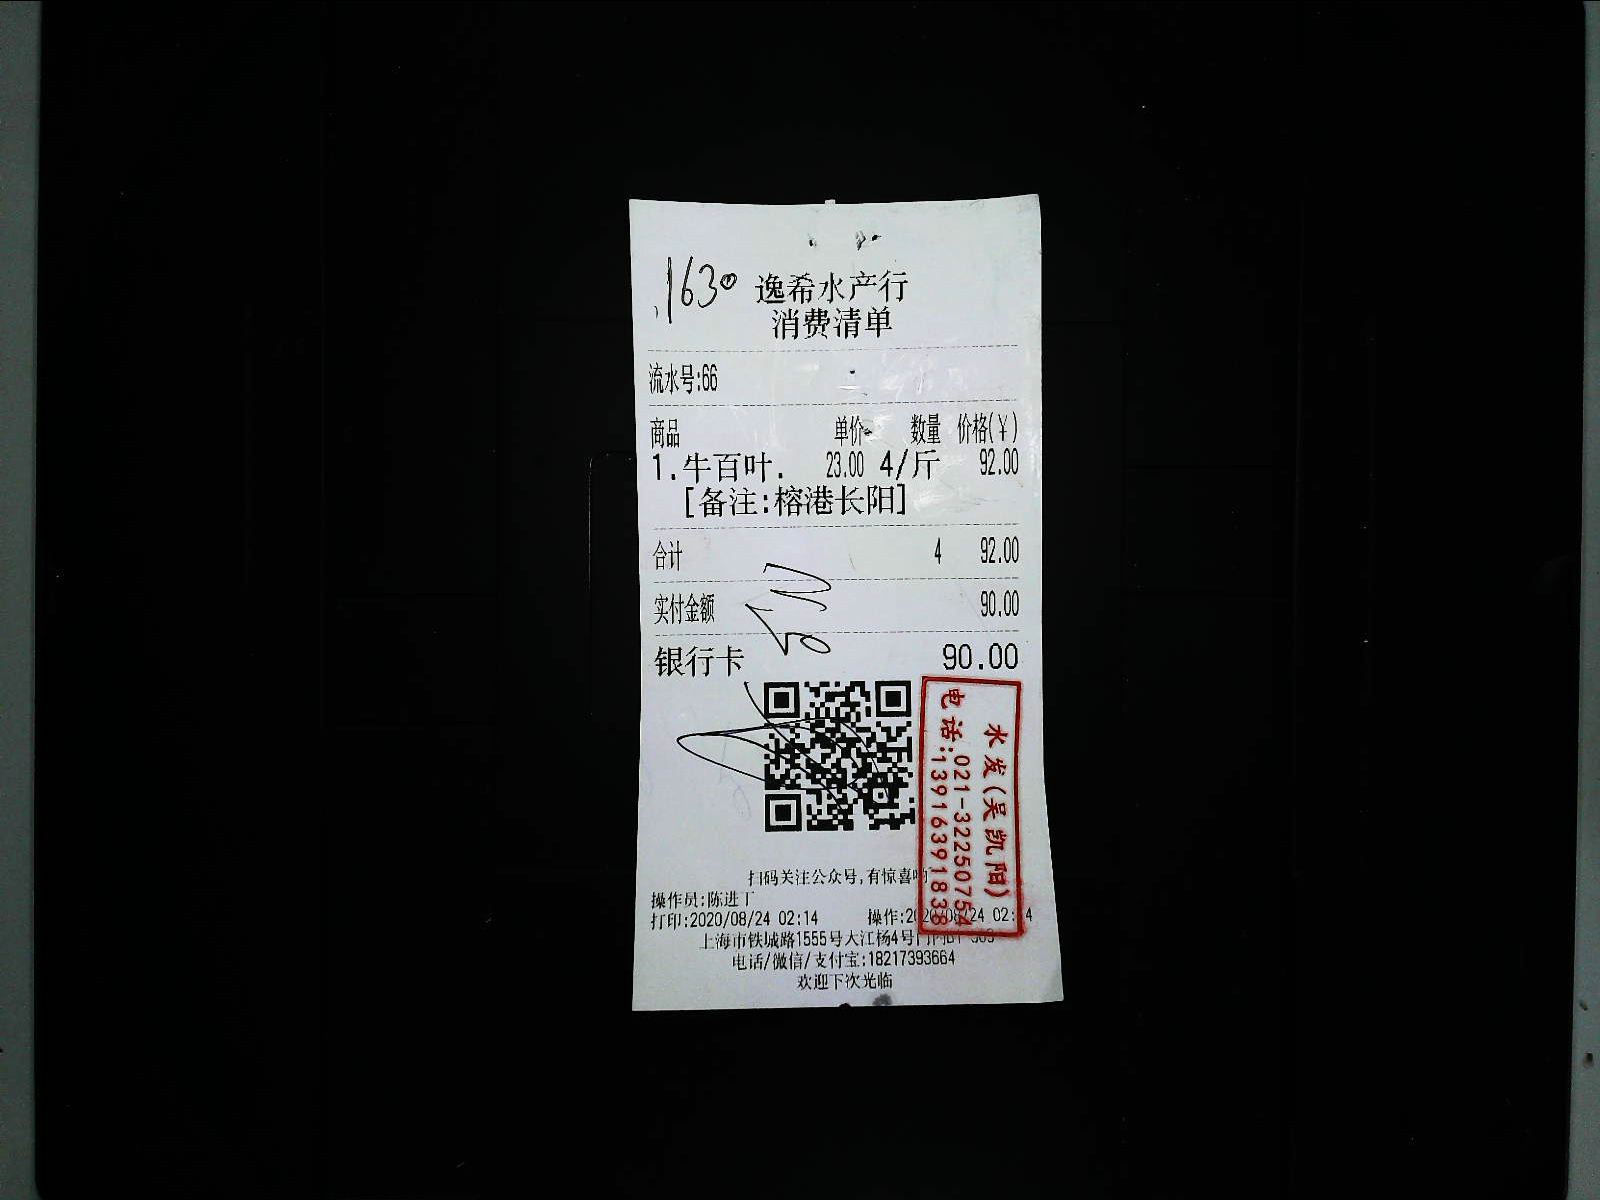 1630
逸希水产行
消费清单
流水号:66
商品 单价 数量 价格(¥)
1.牛百叶. 23.00 4/斤 92.00
[备注:榕港长阳]
合计 4 92.00
实付金额 90.00
银行卡 90.00
水发(吴凯阳)
电话:021-32250754
13916391838
扫码关注公众号,有惊喜哟
操作员:陈进丁
打印:2020/08/24 02:14 操作:2020/08/24 02:14
上海市铁城路1555号大江杨4号门内
电话/微信/支付宝:18217393664
欢迎下次光临